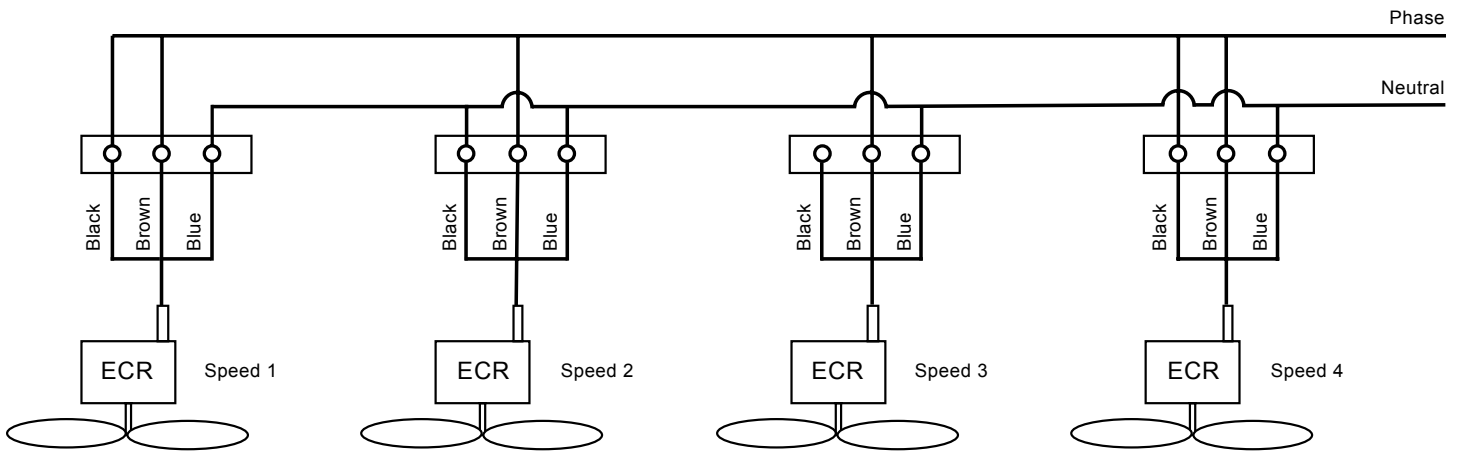 Phase
Neutral
Black Brown Blue Black Brown Blue Black Brown Blue Black Brown Blue
ECR Speed 1 ECR Speed 2 ECR Speed 3 ECR Speed 4